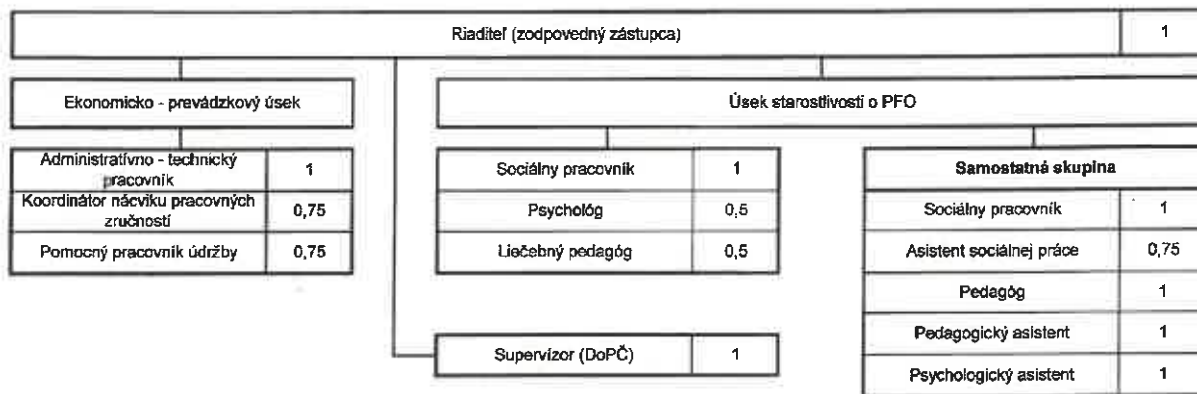 Riaditeľ (zodpovedný zástupca) 1
Ekonomicko - prevádzkový úsek
Úsek starostlivosti o PFO
Administratívno - technický
pracovník 1
Koordinátor nácviku pracovných
zručností 0,75
Pomocný pracovník údržby 0,75
Sociálny pracovník 1
Psychológ 0,5
Liečebný pedagóg 0,5
Supervízor (DoPČ) 1
Samostatná skupina
Sociálny pracovník 1
Asistent sociálnej práce 0,75
Pedagóg 1
Pedagogický asistent 1
Psychologický asistent 1